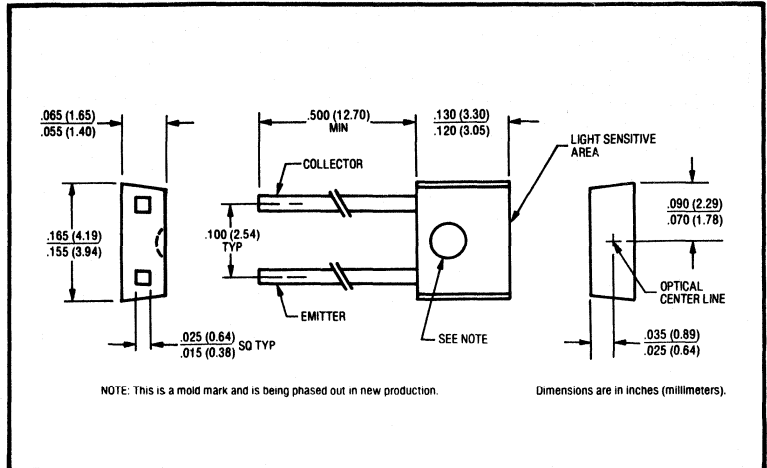 .065 (1.65)
.055 (1.40)
.500 (12.70)
MIN
.130 (3.30)
.120 (3.05)
LIGHT SENSITIVE
AREA
COLLECTOR
.165 (4.19)
.155 (3.94)
.100 (2.54)
TYP
.090 (2.29)
.070 (1.78)
OPTICAL
CENTER LINE
EMITTER
SEE NOTE
.025 (0.64)
.015 (0.38)
SQ TYP
.035 (0.89)
.025 (0.64)
NOTE: This is a mold mark and is being phased out in new production.
Dimensions are in inches (millimeters).